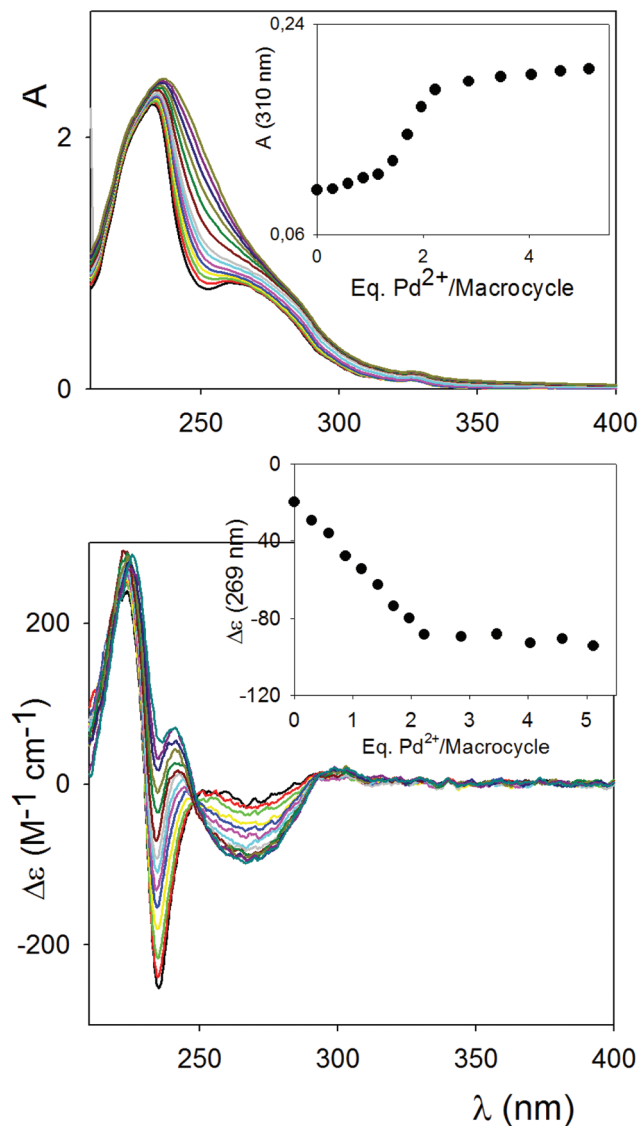 0,24
A (310 nm)
0,06
0 2 4
Eq. Pd2+/Macrocycle
A
2
0
250 300 350 400
0
-40
-80
-120
Δε (269 nm)
0 1 2 3 4 5
Eq. Pd2+/Macrocycle
200
0
-200
Δε (M-1 cm-1)
250 300 350 400
λ (nm)